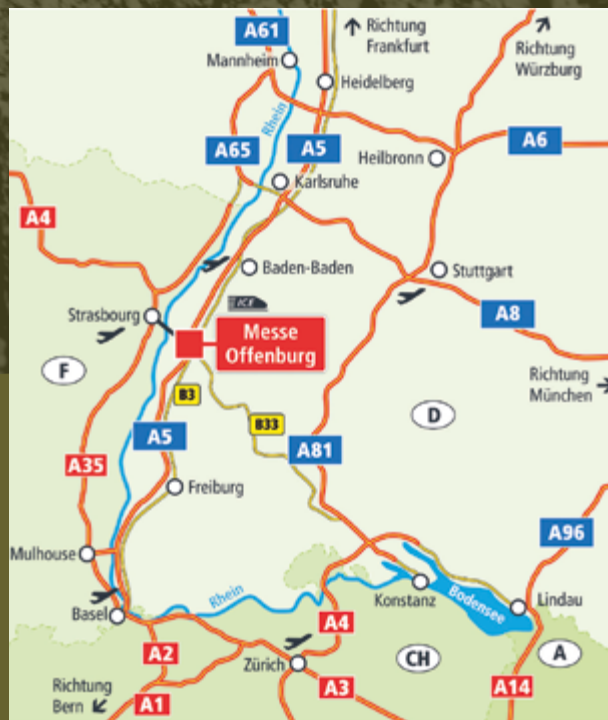 A61
Richtung
Frankfurt
Richtung
Würzburg
Mannheim
Heidelberg
Rhein
A65
A5
Heilbronn
A6
Karlsruhe
A4
Baden-Baden
Stuttgart
ICE
Strasbourg
Messe
Offenburg
A8
F
Richtung
München
D
B3
B33
A5
A81
A35
Freiburg
A96
Mulhouse
Rhein
Konstanz
Bodensee
Lindau
Basel
A4
A2
CH
A
Zürich
Richtung
Bern
A1
A3
A14